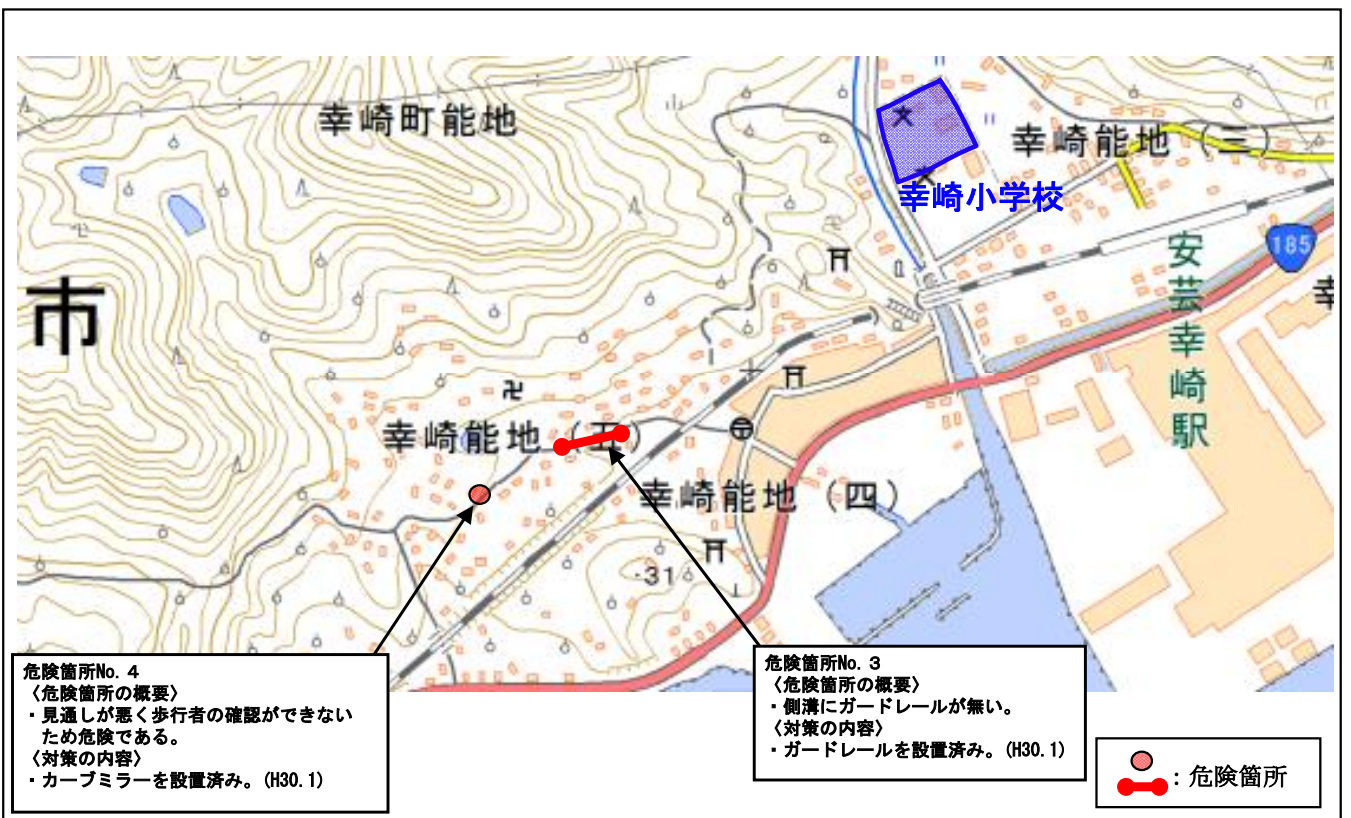 幸崎町能地
幸崎能地（三）
幸崎小学校
185
安芸幸崎駅
幸
市
幸崎能地（五）
幸崎能地（四）
･31
危険箇所No. 4
〈危険箇所の概要〉
・見通しが悪く歩行者の確認ができない
ため危険である。
〈対策の内容〉
・カーブミラーを設置済み。(H30.1)
危険箇所No. 3
〈危険箇所の概要〉
・側溝にガードレールが無い。
〈対策の内容〉
・ガードレールを設置済み。(H30.1)
：危険箇所